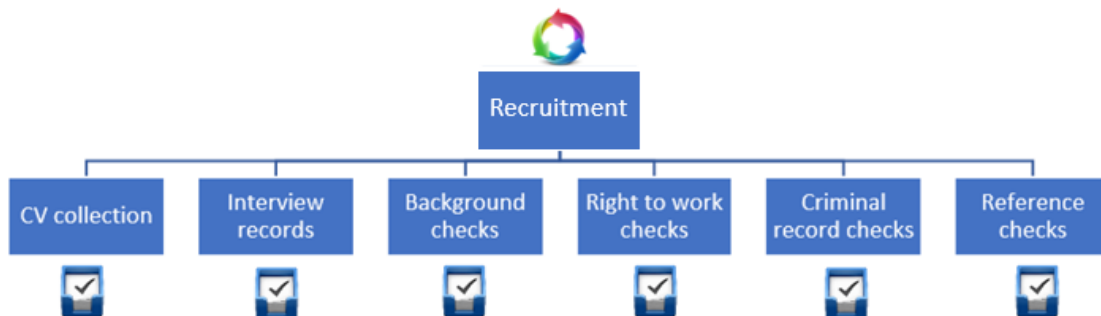 Recruitment
CV collection
Interview
records
Background
checks
Right to work
checks
Criminal
record checks
Reference
checks